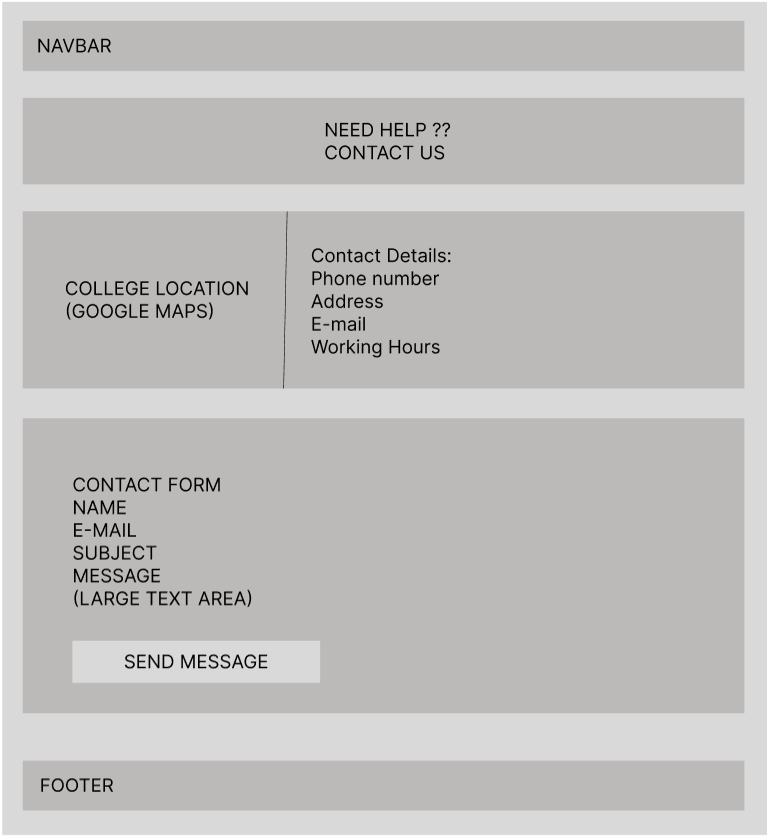 NAVBAR
NEED HELP ??
CONTACT US
COLLEGE LOCATION
(GOOGLE MAPS)
Contact Details:
Phone number
Address
E-mail
Working Hours
CONTACT FORM
NAME
E-MAIL
SUBJECT
MESSAGE
(LARGE TEXT AREA)
SEND MESSAGE
FOOTER